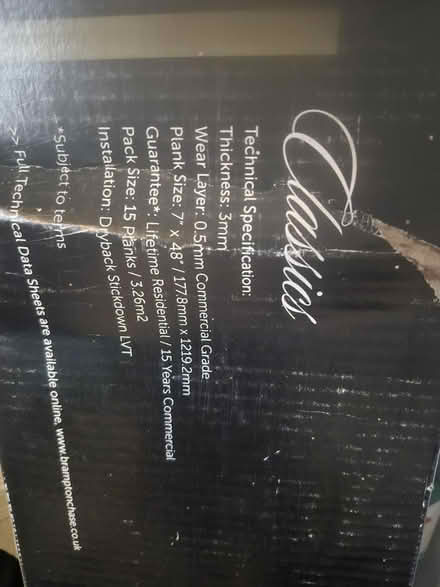 Classics
Technical Specification:
Thickness: 3mm
Wear Layer: 0.5mm Commercial Grade
Plank Size: 7" x 48" / 177.8mm x 1219.2mm
Guarantee*: Lifetime Residential / 15 Years Commercial
Pack Size: 15 Planks / 3.26m2
Installation: Dryback Stickdown LVT
*Subject to terms
>> Full Technical Data Sheets are available online, www.bramptonchase.co.uk